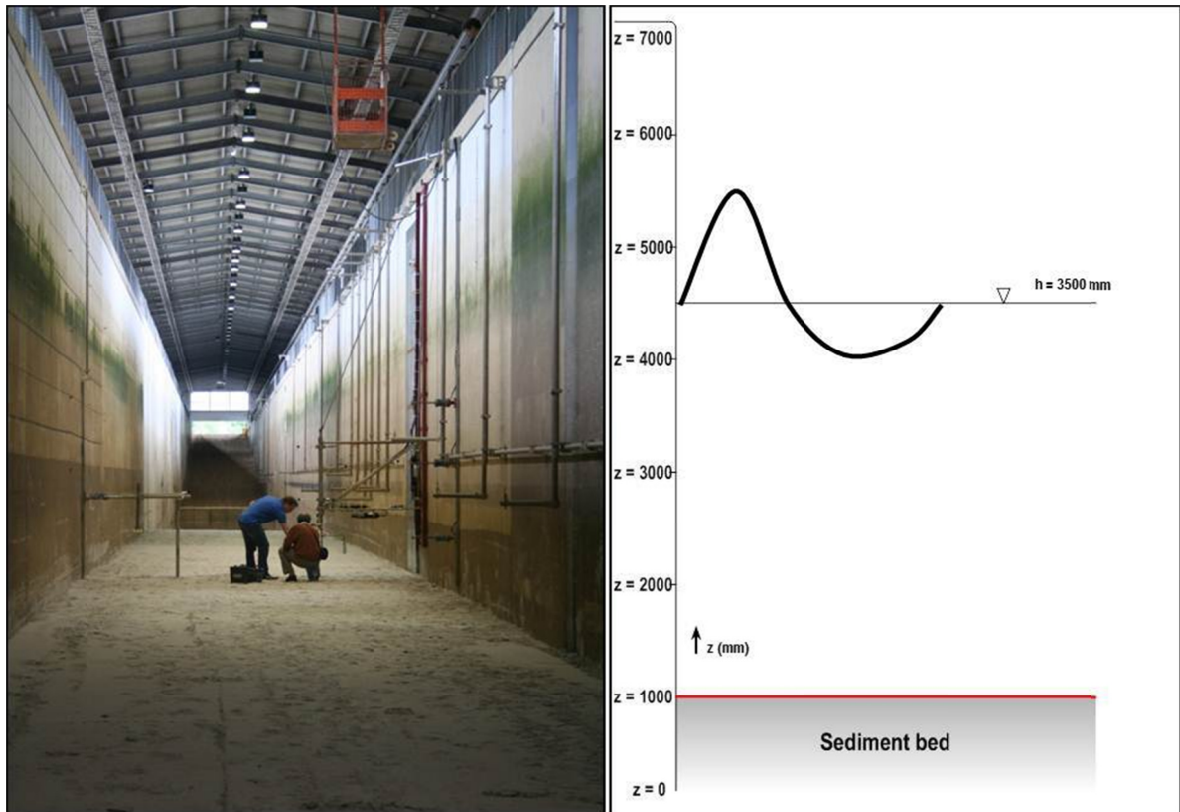 z = 7000
z = 6000
z = 5000
h = 3500 mm
z = 4000
z = 3000
z = 2000
z (mm)
z = 1000
Sediment bed
z = 0